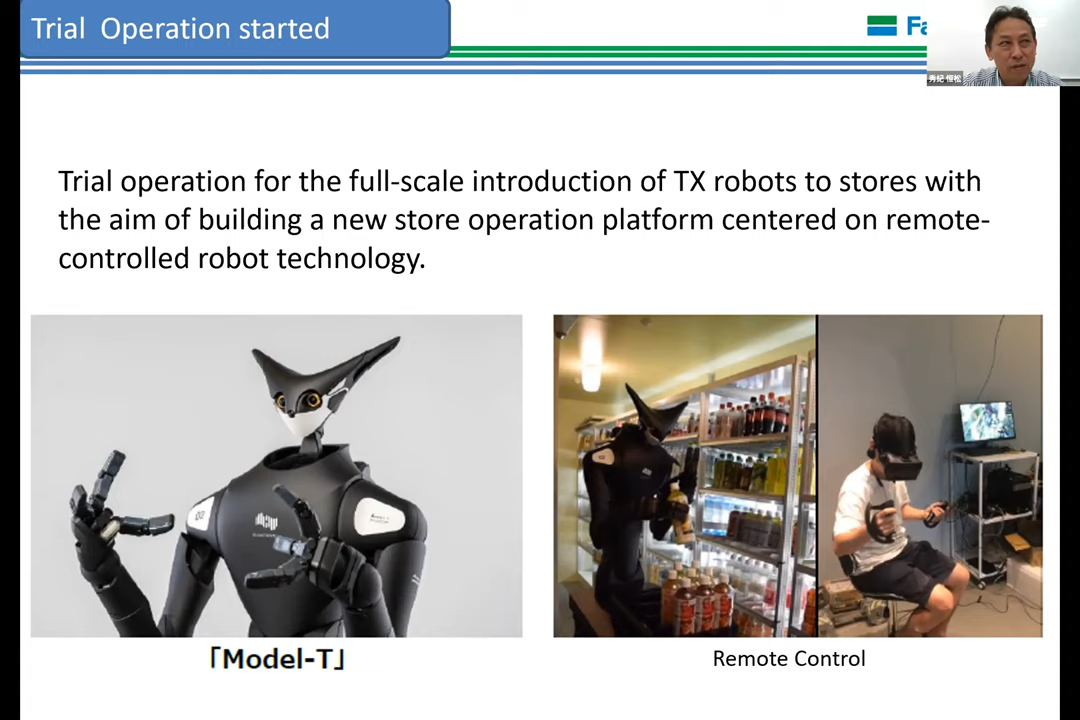 Trial Operation started
Fa
秀紀 恒松
Trial operation for the full-scale introduction of TX robots to stores with
the aim of building a new store operation platform centered on remote-
controlled robot technology.
02
「Model-T」
Remote Control